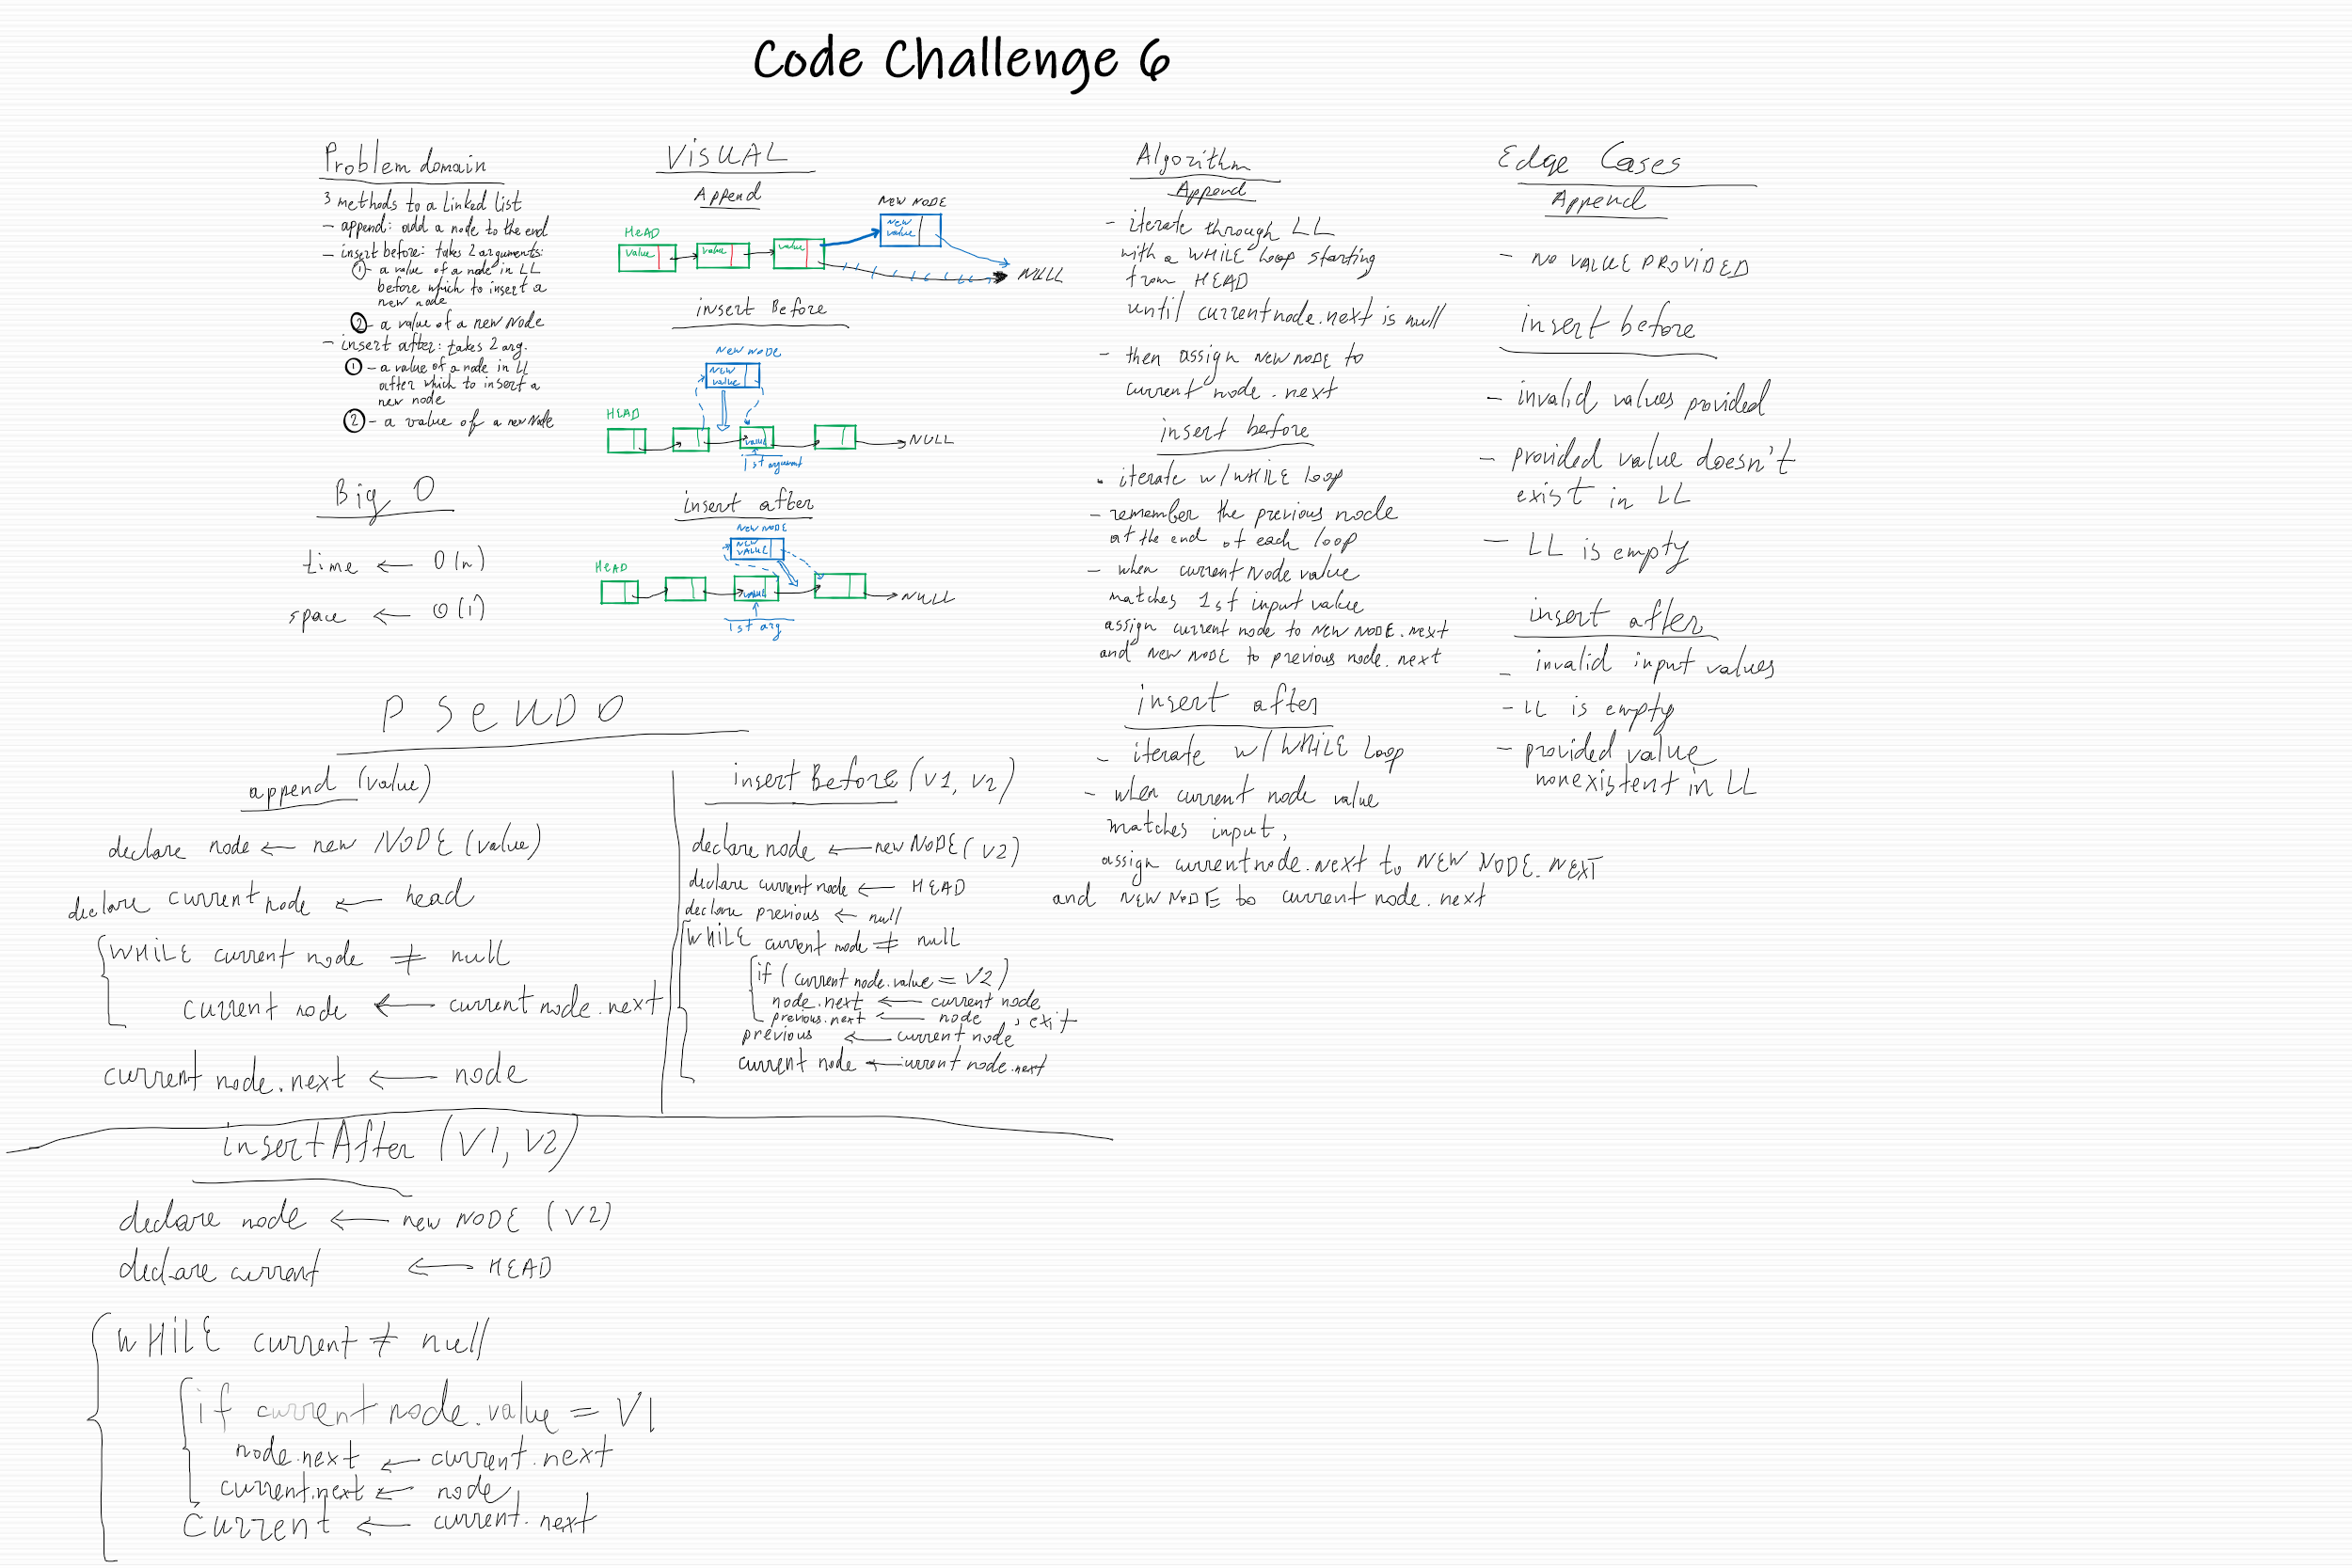 Code Challenge 6
Problem domain
3 methods to a linked list
- append: add a node to the end
- insert before: takes 2 arguments:
① - a value of a node in LL
before which to insert a
new node
② - a value of a new Node
- insert after: takes 2 arg.
① - a value of a node in LL
after which to insert a
new node
② - a value of a new Node
Big O
time ← O(n)
space ← O(1)
VISUAL
Append
NEW NODE
HEAD
value
value
value
NEW value
NULL
insert Before
NEW NODE
NEW value
HEAD
value
NULL
1st argument
insert after
NEW NODE
NEW VALUE
HEAD
value
NULL
1st arg
Algorithm
Append
- iterate through LL
with a WHILE loop starting
from HEAD
until current node.next is null
- then assign NEW NODE to
current node.next
insert before
- iterate w/ WHILE loop
- remember the previous node
at the end of each loop
- when current Node value
matches 1st input value
assign current node to NEW NODE.next
and NEW NODE to previous node.next
insert after
- iterate w/ WHILE loop
- when current node value
matches input,
assign current node.next to NEW NODE.NEXT
and NEW NODE to current node.next
Edge Cases
Append
- NO VALUE PROVIDED
insert before
- invalid values provided
- provided value doesn't
exist in LL
- LL is empty
insert after
- invalid input values
- LL is empty
- provided value
nonexistent in LL
PSEUDO
append (value)
declare node ← new NODE (value)
declare current node ← head
WHILE current node ≠ null
current node ← current node.next
current node.next ← node
insertBefore (V1, V2)
declare node ← new NODE (V2)
declare current node ← HEAD
declare previous ← null
WHILE current node ≠ null
if (current node.value = V2)
node.next ← current node
previous.next ← node, exit
previous ← current node
current node ← current node.next
insertAfter (V1, V2)
declare node ← new NODE (V2)
declare current ← HEAD
WHILE current ≠ null
if current node.value = V1
node.next ← current.next
current.next ← node
current ← current.next